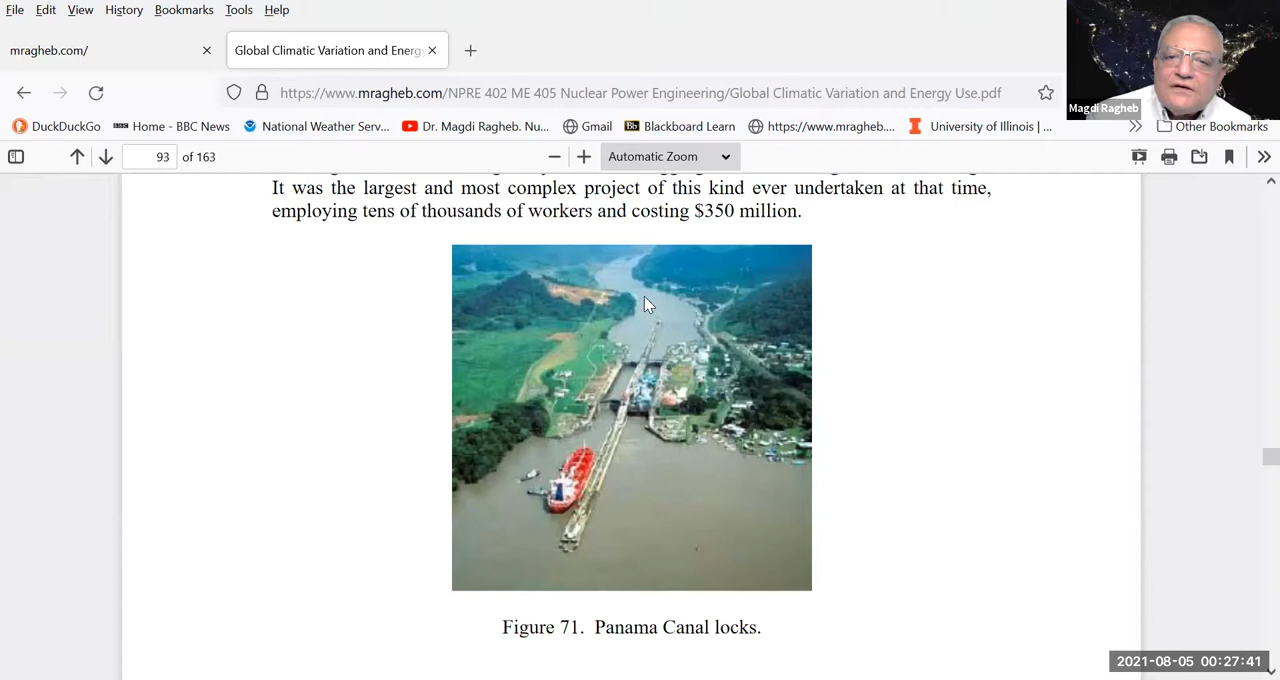 File Edit View History Bookmarks Tools Help
mragheb.com/
Global Climatic Variation and Energy
https://www.mragheb.com/NPRE 402 ME 405 Nuclear Power Engineering/Global Climatic Variation and Energy Use.pdf
DuckDuckGo BBC Home - BBC News National Weather Serv... Dr. Magdi Ragheb. Nu... Gmail Bb Blackboard Learn https://www.mragheb.... University of Illinois |... Other Bookmarks
Magdi Ragheb
93 of 163 Automatic Zoom
It was the largest and most complex project of this kind ever undertaken at that time,
employing tens of thousands of workers and costing $350 million.
Figure 71. Panama Canal locks.
2021-08-05 00:27:41